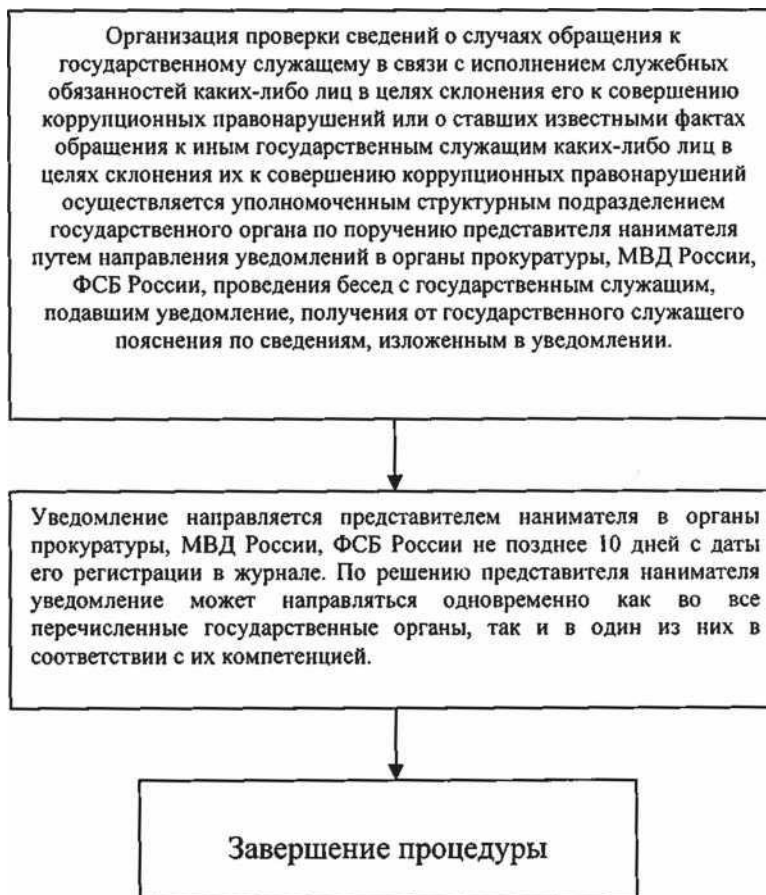 Организация проверки сведений о случаях обращения к
государственному служащему в связи с исполнением служебных
обязанностей каких-либо лиц в целях склонения его к совершению
коррупционных правонарушений или о ставших известными фактах
обращения к иным государственным служащим каких-либо лиц в
целях склонения их к совершению коррупционных правонарушений
осуществляется уполномоченным структурным подразделением
государственного органа по поручению представителя нанимателя
путем направления уведомлений в органы прокуратуры, МВД России,
ФСБ России, проведения бесед с государственным служащим,
подавшим уведомление, получения от государственного служащего
пояснения по сведениям, изложенным в уведомлении.
Уведомление направляется представителем нанимателя в органы
прокуратуры, МВД России, ФСБ России не позднее 10 дней с даты
его регистрации в журнале. По решению представителя нанимателя
уведомление может направляться одновременно как во все
перечисленные государственные органы, так и в один из них в
соответствии с их компетенцией.
Завершение процедуры